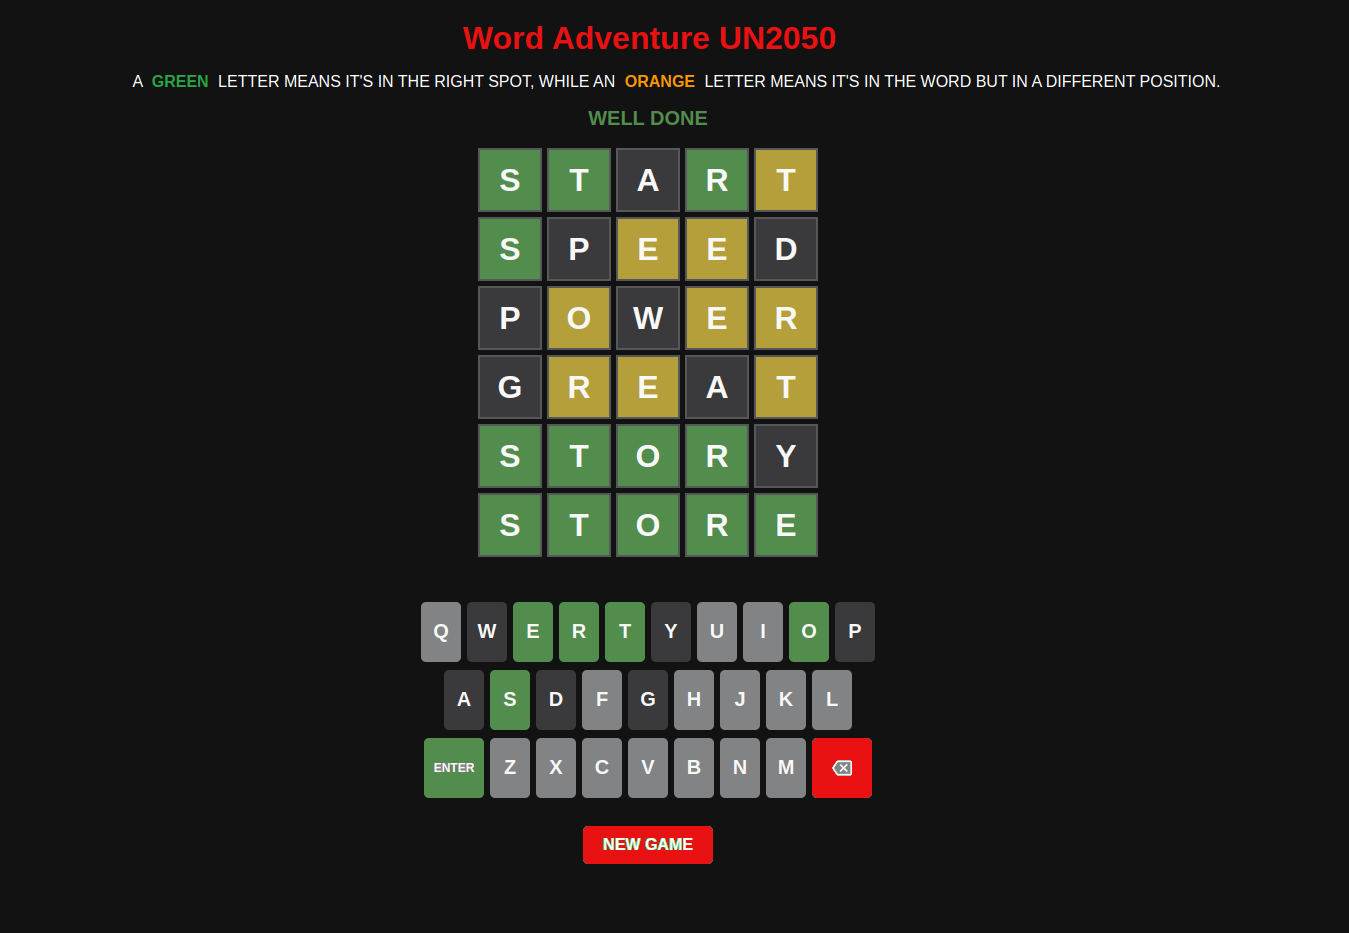 Word Adventure UN2050
A GREEN LETTER MEANS IT'S IN THE RIGHT SPOT, WHILE AN ORANGE LETTER MEANS IT'S IN THE WORD BUT IN A DIFFERENT POSITION.
WELL DONE
S T A R T
S P E E D
P O W E R
G R E A T
S T O R Y
S T O R E
Q W E R T Y U I O P
A S D F G H J K L
ENTER Z X C V B N M
NEW GAME